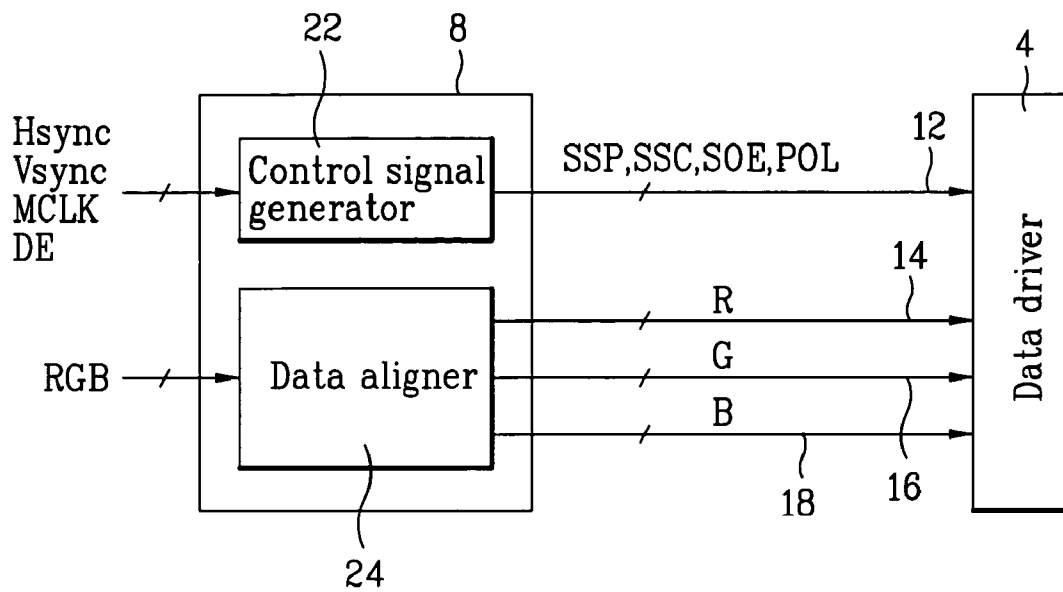 22
8
4
Hsync
Vsync
MCLK
DE
Control signal
generator
SSP,SSC,SOE,POL
12
14
R
RGB
Data aligner
G
B
16
18
24
Data driver